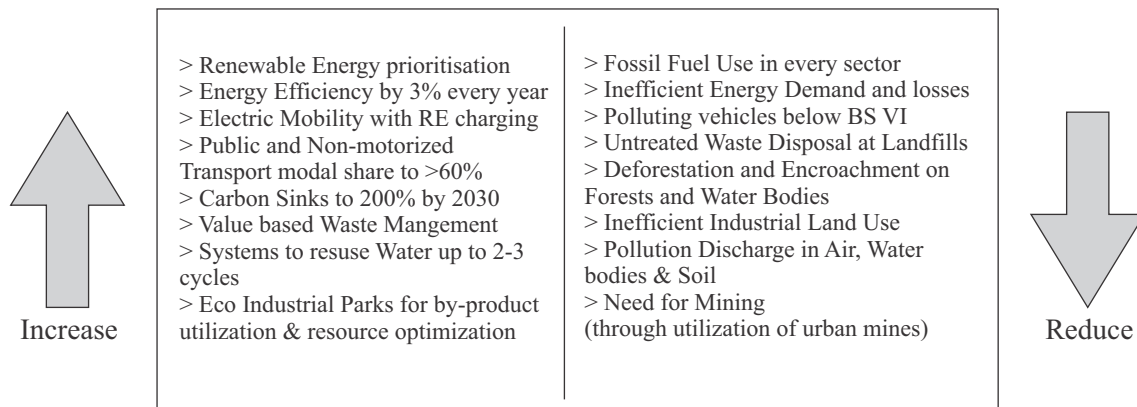 > Renewable Energy prioritisation
> Energy Efficiency by 3% every year
> Electric Mobility with RE charging
> Public and Non-motorized
Transport modal share to >60%
> Carbon Sinks to 200% by 2030
> Value based Waste Mangement
> Systems to resuse Water up to 2-3
cycles
> Eco Industrial Parks for by-product
utilization & resource optimization
Increase
> Fossil Fuel Use in every sector
> Inefficient Energy Demand and losses
> Polluting vehicles below BS VI
> Untreated Waste Disposal at Landfills
> Deforestation and Encroachment on
Forests and Water Bodies
> Inefficient Industrial Land Use
> Pollution Discharge in Air, Water
bodies & Soil
> Need for Mining
(through utilization of urban mines)
Reduce